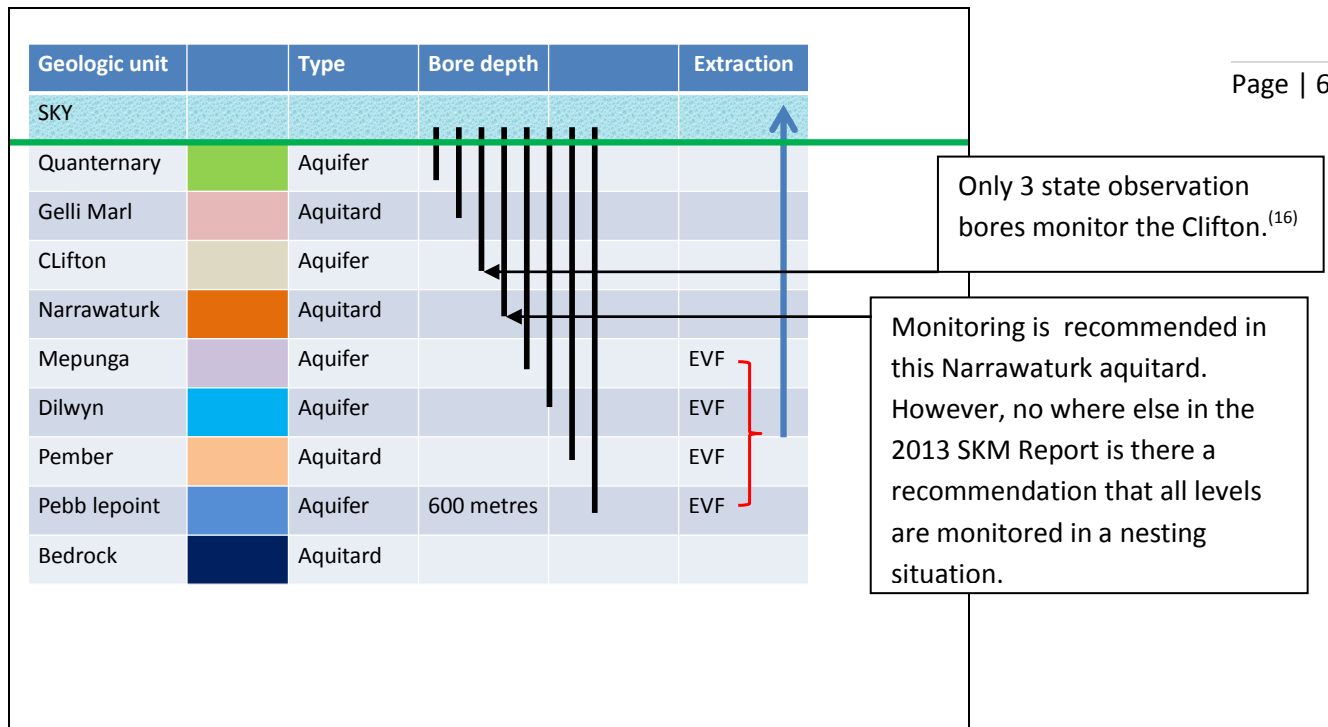 Page | 6
Geologic unit Type Bore depth Extraction
SKY
Quanternary Aquifer
Gelli Marl Aquitard
CLifton Aquifer
Narrawaturk Aquitard
Mepunga Aquifer EVF
Dilwyn Aquifer EVF
Pember Aquitard EVF
Pebb lepoint Aquifer 600 metres EVF
Bedrock Aquitard
Only 3 state observation
bores monitor the Clifton.(16)
Monitoring is recommended in
this Narrawaturk aquitard.
However, no where else in the
2013 SKM Report is there a
recommendation that all levels
are monitored in a nesting
situation.